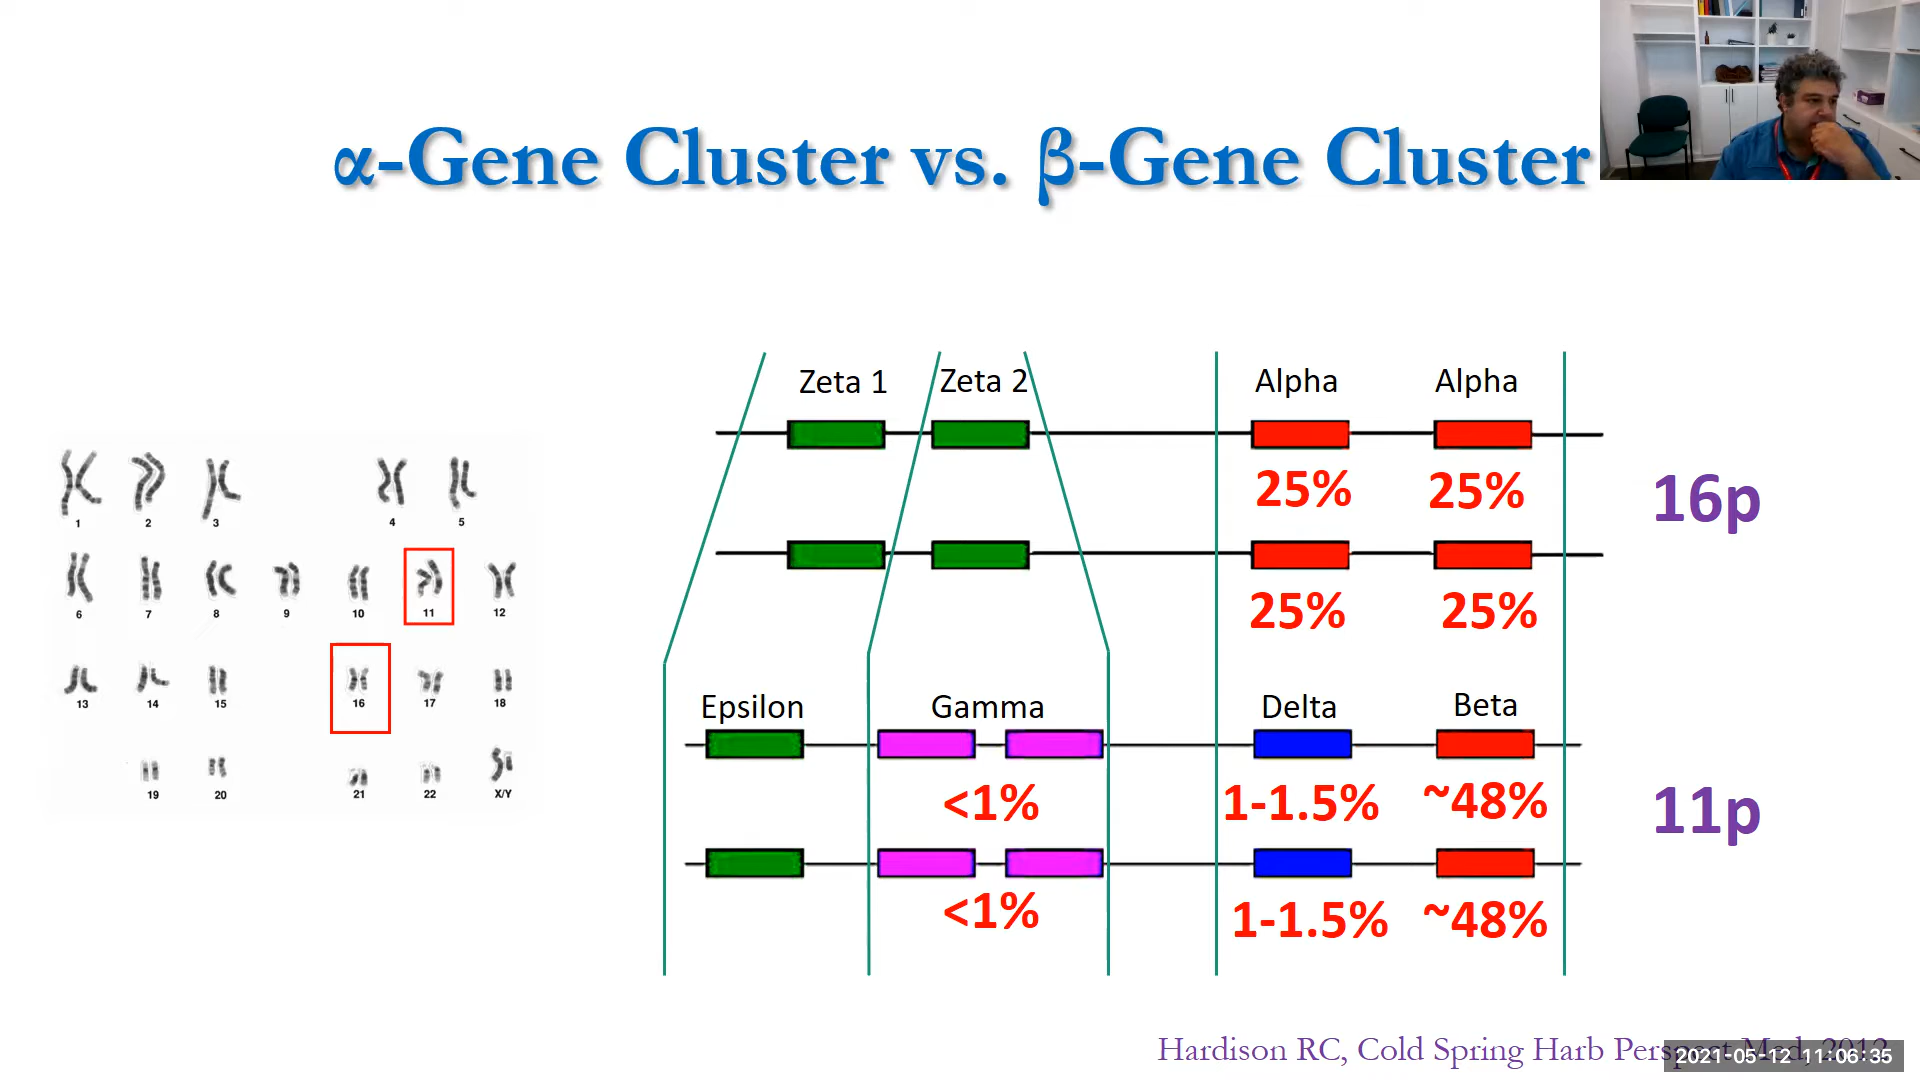 α-Gene Cluster vs. β-Gene Cluster
Zeta 1 Zeta 2 Alpha Alpha
25% 25%
16p
25% 25%
1 2 3 4 5
6 7 8 9 10 11 12
13 14 15 16 17 18
19 20 21 22 X/Y
Epsilon Gamma Delta Beta
<1% 1-1.5% ~48%
11p
<1% 1-1.5% ~48%
Hardison RC, Cold Spring Harb Perspect Med, 2012
2021-05-12 11:06:35